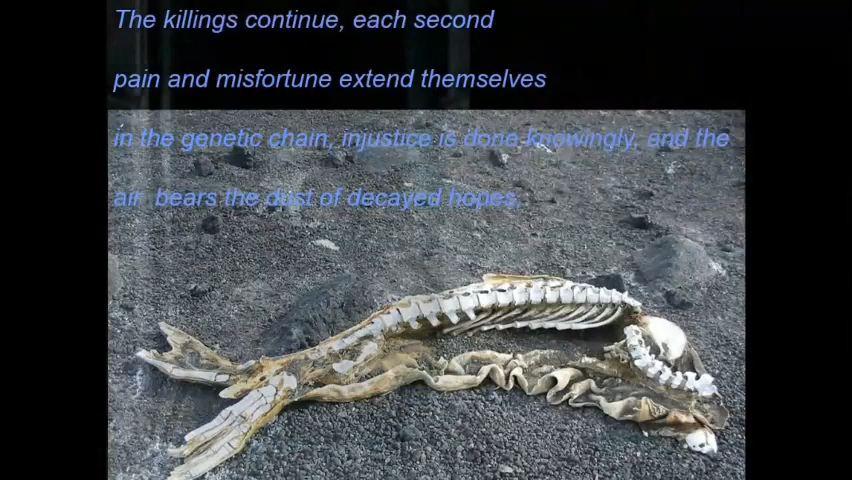 The killings continue, each second
pain and misfortune extend themselves
in the genetic chain, injustice is done knowingly, and the
air bears the dust of decayed hopes.